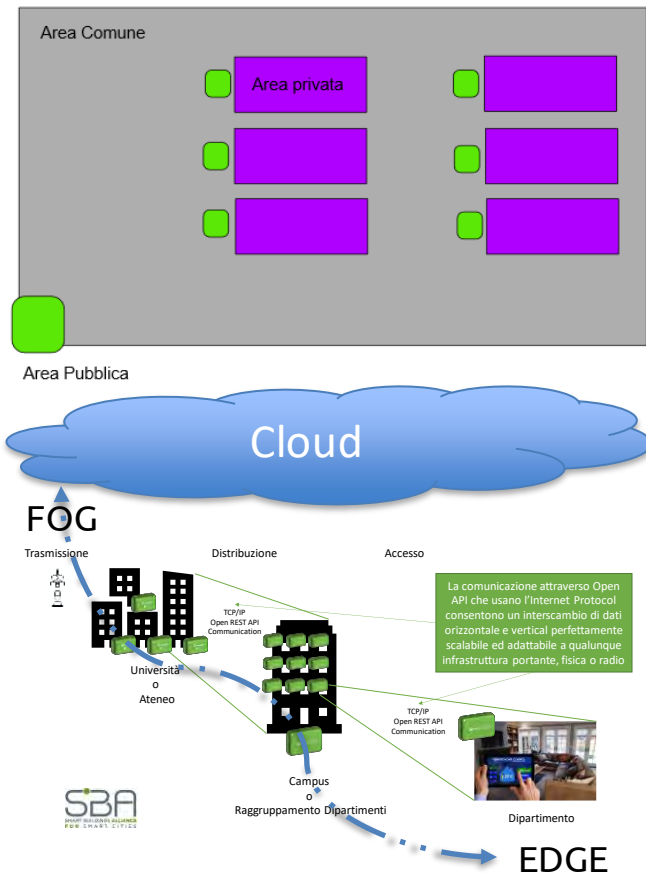 Area Comune
Area privata
Area Pubblica
Cloud
FOG
Trasmissione
Distribuzione
Accesso
La comunicazione attraverso Open
API che usano l'Internet Protocol
consentono un interscambio di dati
orizzontale e vertical perfettamente
scalabile ed adattabile a qualunque
infrastruttura portante, fisica o radio
TCP/IP
Open REST API
Communication
Università
o
Ateneo
TCP/IP
Open REST API
Communication
Campus
o
Raggruppamento Dipartimenti
Dipartimento
SBA
SMART BUILDINGS ALLIANCE
FOR SMART CITIES
EDGE